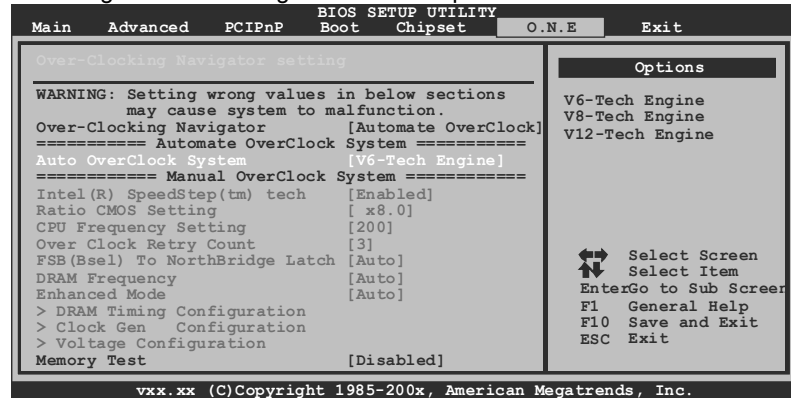 BIOS SETUP UTILITY
Main Advanced PCIPnP Boot Chipset O.N.E Exit
Over-Clocking Navigator setting
WARNING: Setting wrong values in below sections
may cause system to malfunction.
Over-Clocking Navigator [Automate OverClock]
========== Automate OverClock System ===========
Auto OverClock System [V6-Tech Engine]
============ Manual OverClock System ============
Intel(R) SpeedStep(tm) tech [Enabled]
Ratio CMOS Setting [ x8.0]
CPU Frequency Setting [200]
Over Clock Retry Count [3]
FSB(Bsel) To NorthBridge Latch [Auto]
DRAM Frequency [Auto]
Enhanced Mode [Auto]
> DRAM Timing Configuration
> Clock Gen Configuration
> Voltage Configuration
Memory Test [Disabled]
Options
V6-Tech Engine
V8-Tech Engine
V12-Tech Engine
Select Screen
Select Item
EnterGo to Sub Screen
F1 General Help
F10 Save and Exit
ESC Exit
vxx.xx (C)Copyright 1985-200x, American Megatrends, Inc.